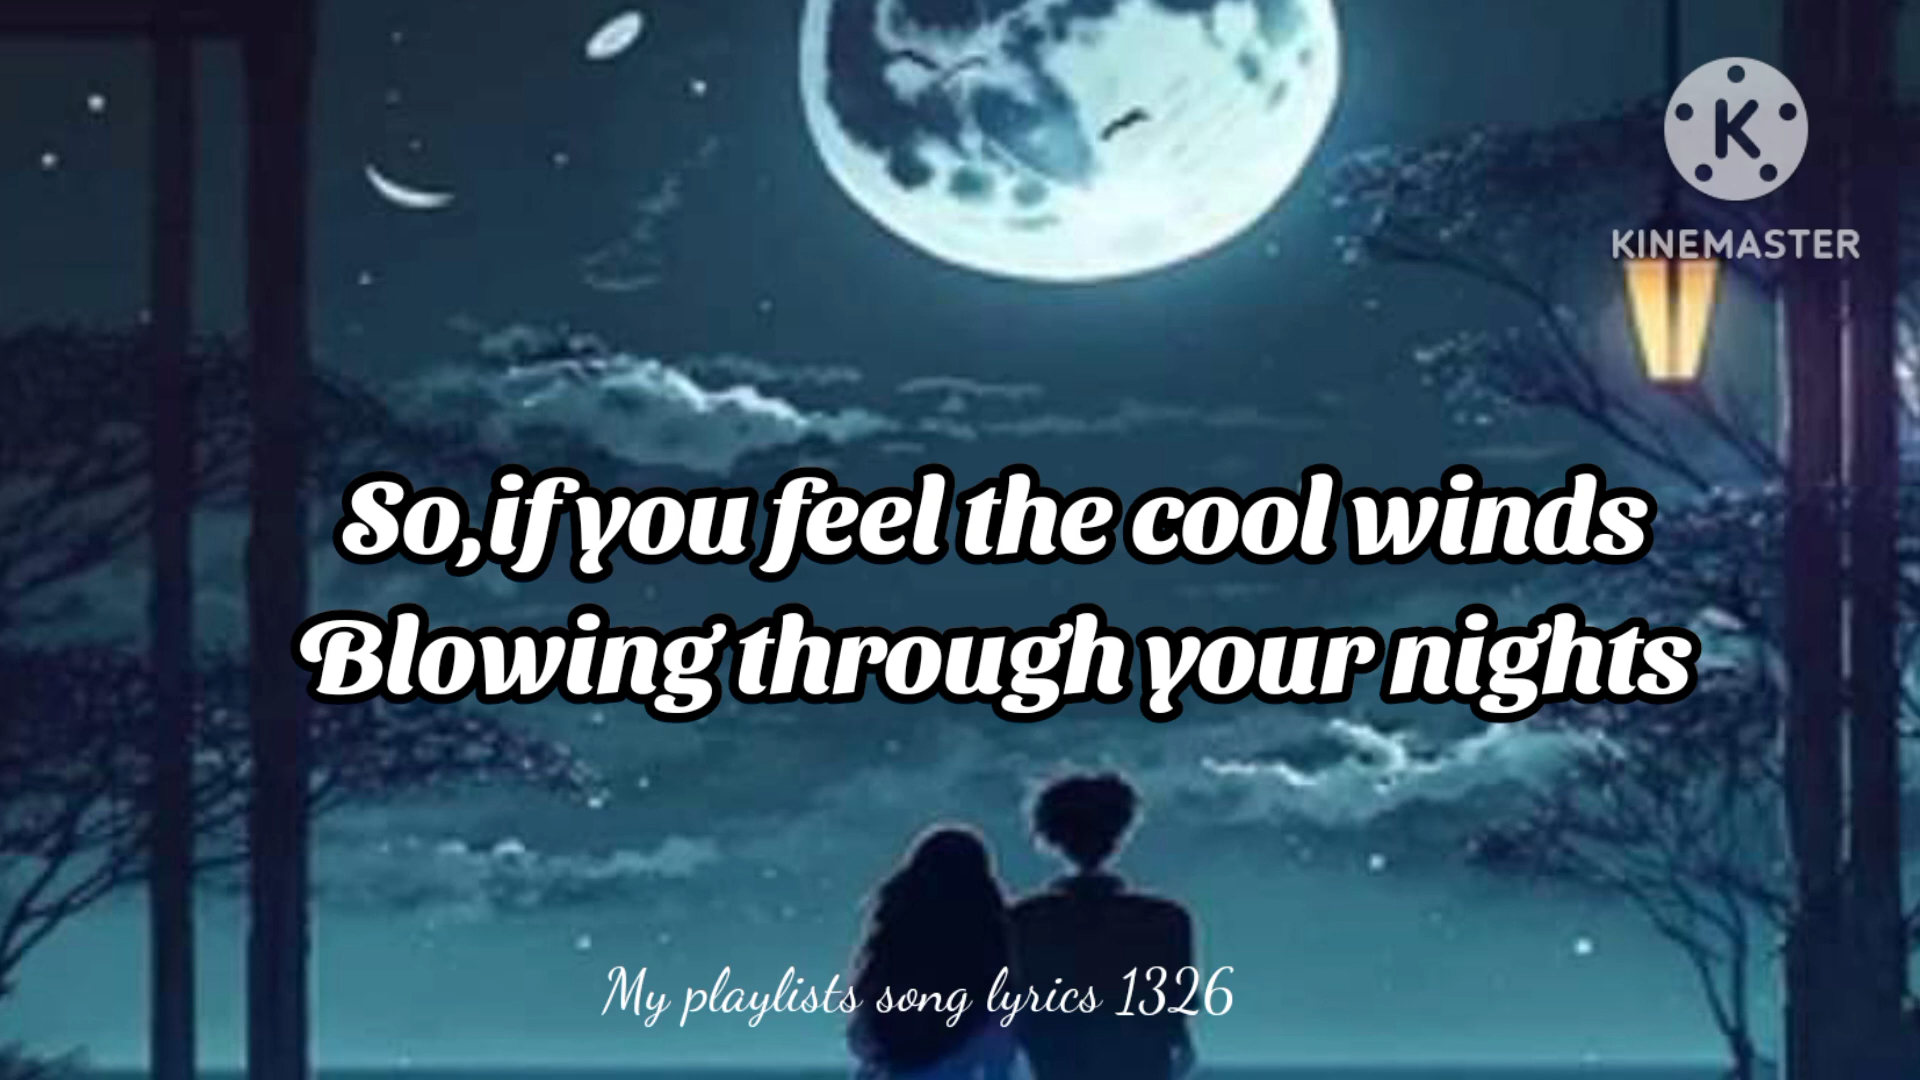 K
KINEMASTER
So,if you feel the cool winds
Blowing through your nights
My playlists song lyrics 1326